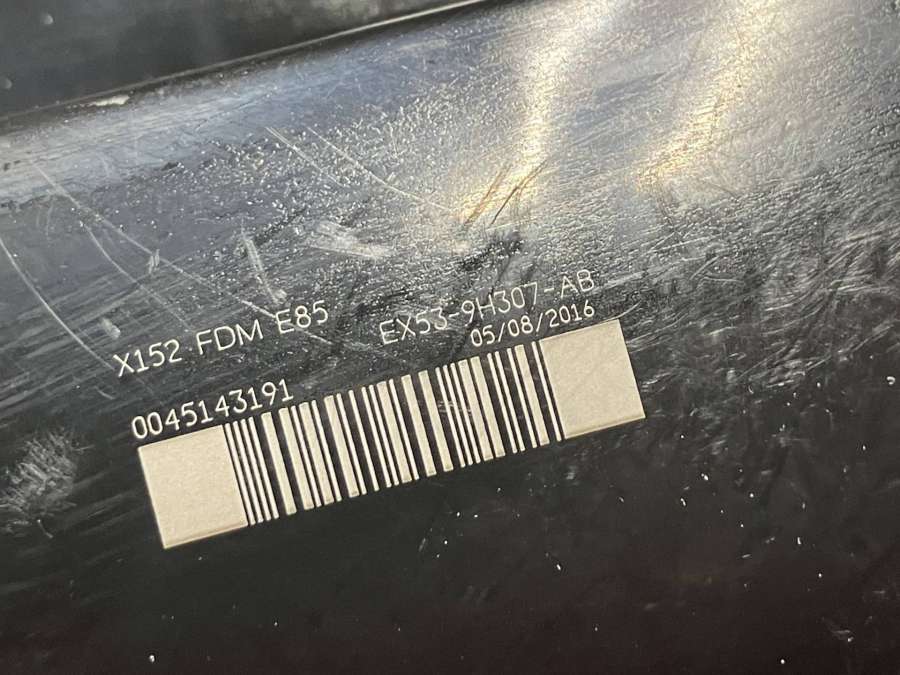 X152 FDM E85
EX53-9H307-AB
05/08/2016
0045143191